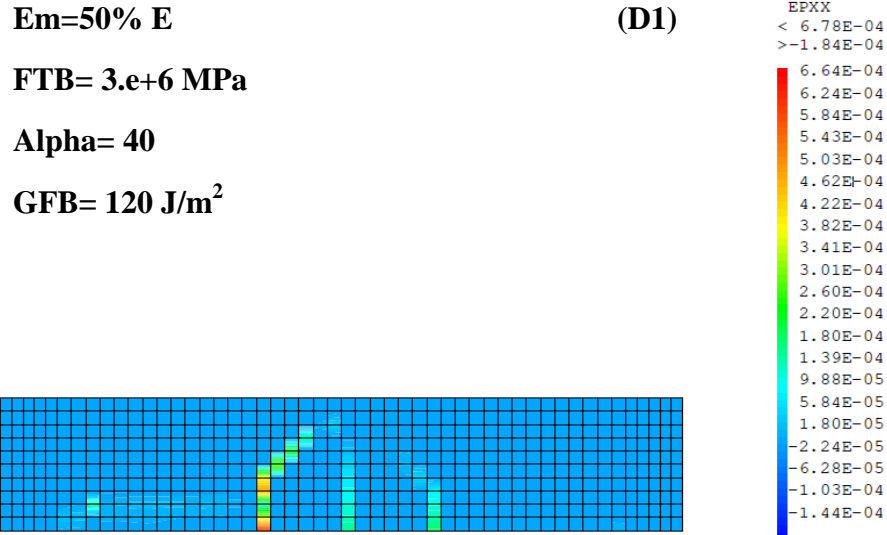 Em=50% E
(D1)
FTB= 3.e+6 MPa
Alpha= 40
GFB= 120 J/m²
EPXX
< 6.78E-04
>-1.84E-04
6.64E-04
6.24E-04
5.84E-04
5.43E-04
5.03E-04
4.62E-04
4.22E-04
3.82E-04
3.41E-04
3.01E-04
2.60E-04
2.20E-04
1.80E-04
1.39E-04
9.88E-05
5.84E-05
1.80E-05
-2.24E-05
-6.28E-05
-1.03E-04
-1.44E-04